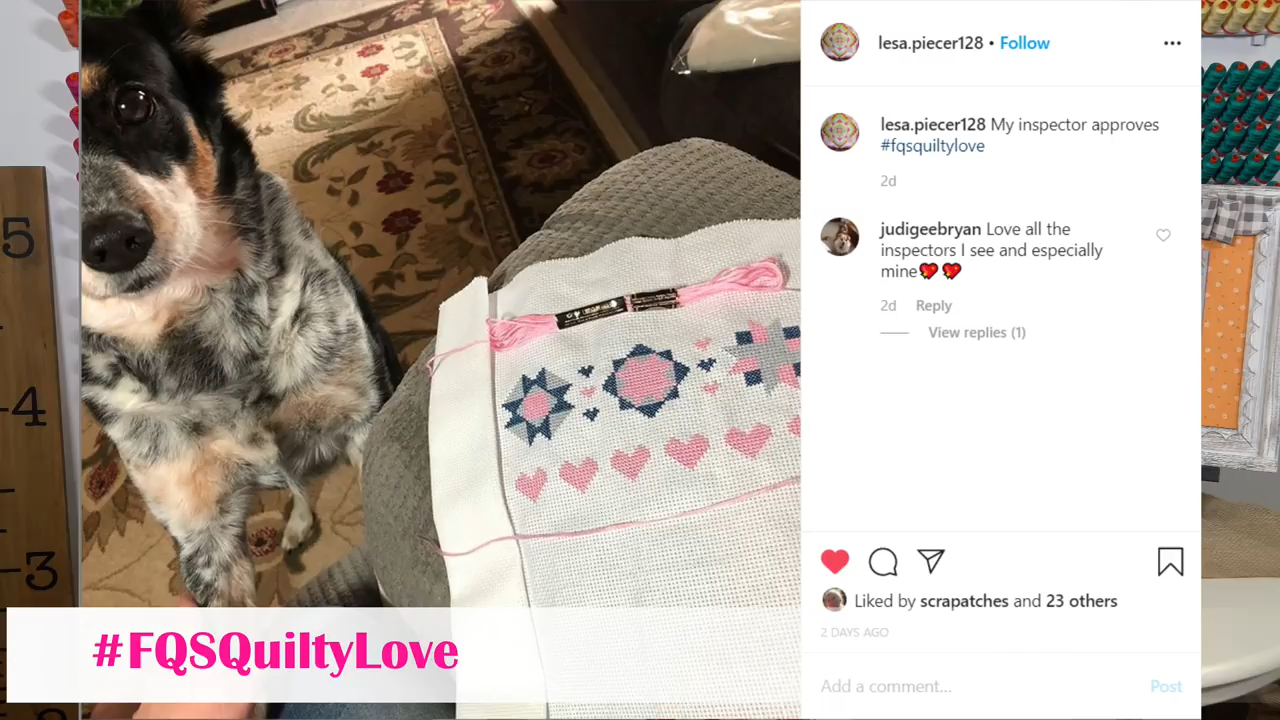 lesa.piecer128 • Follow
lesa.piecer128 My inspector approves
#fqsquiltylove
2d
judigeebryan Love all the
inspectors I see and especially
mine💘💘
2d Reply
View replies (1)
Liked by scrapatches and 23 others
2 DAYS AGO
Add a comment... Post
5
4
3
#FQSQuiltyLove